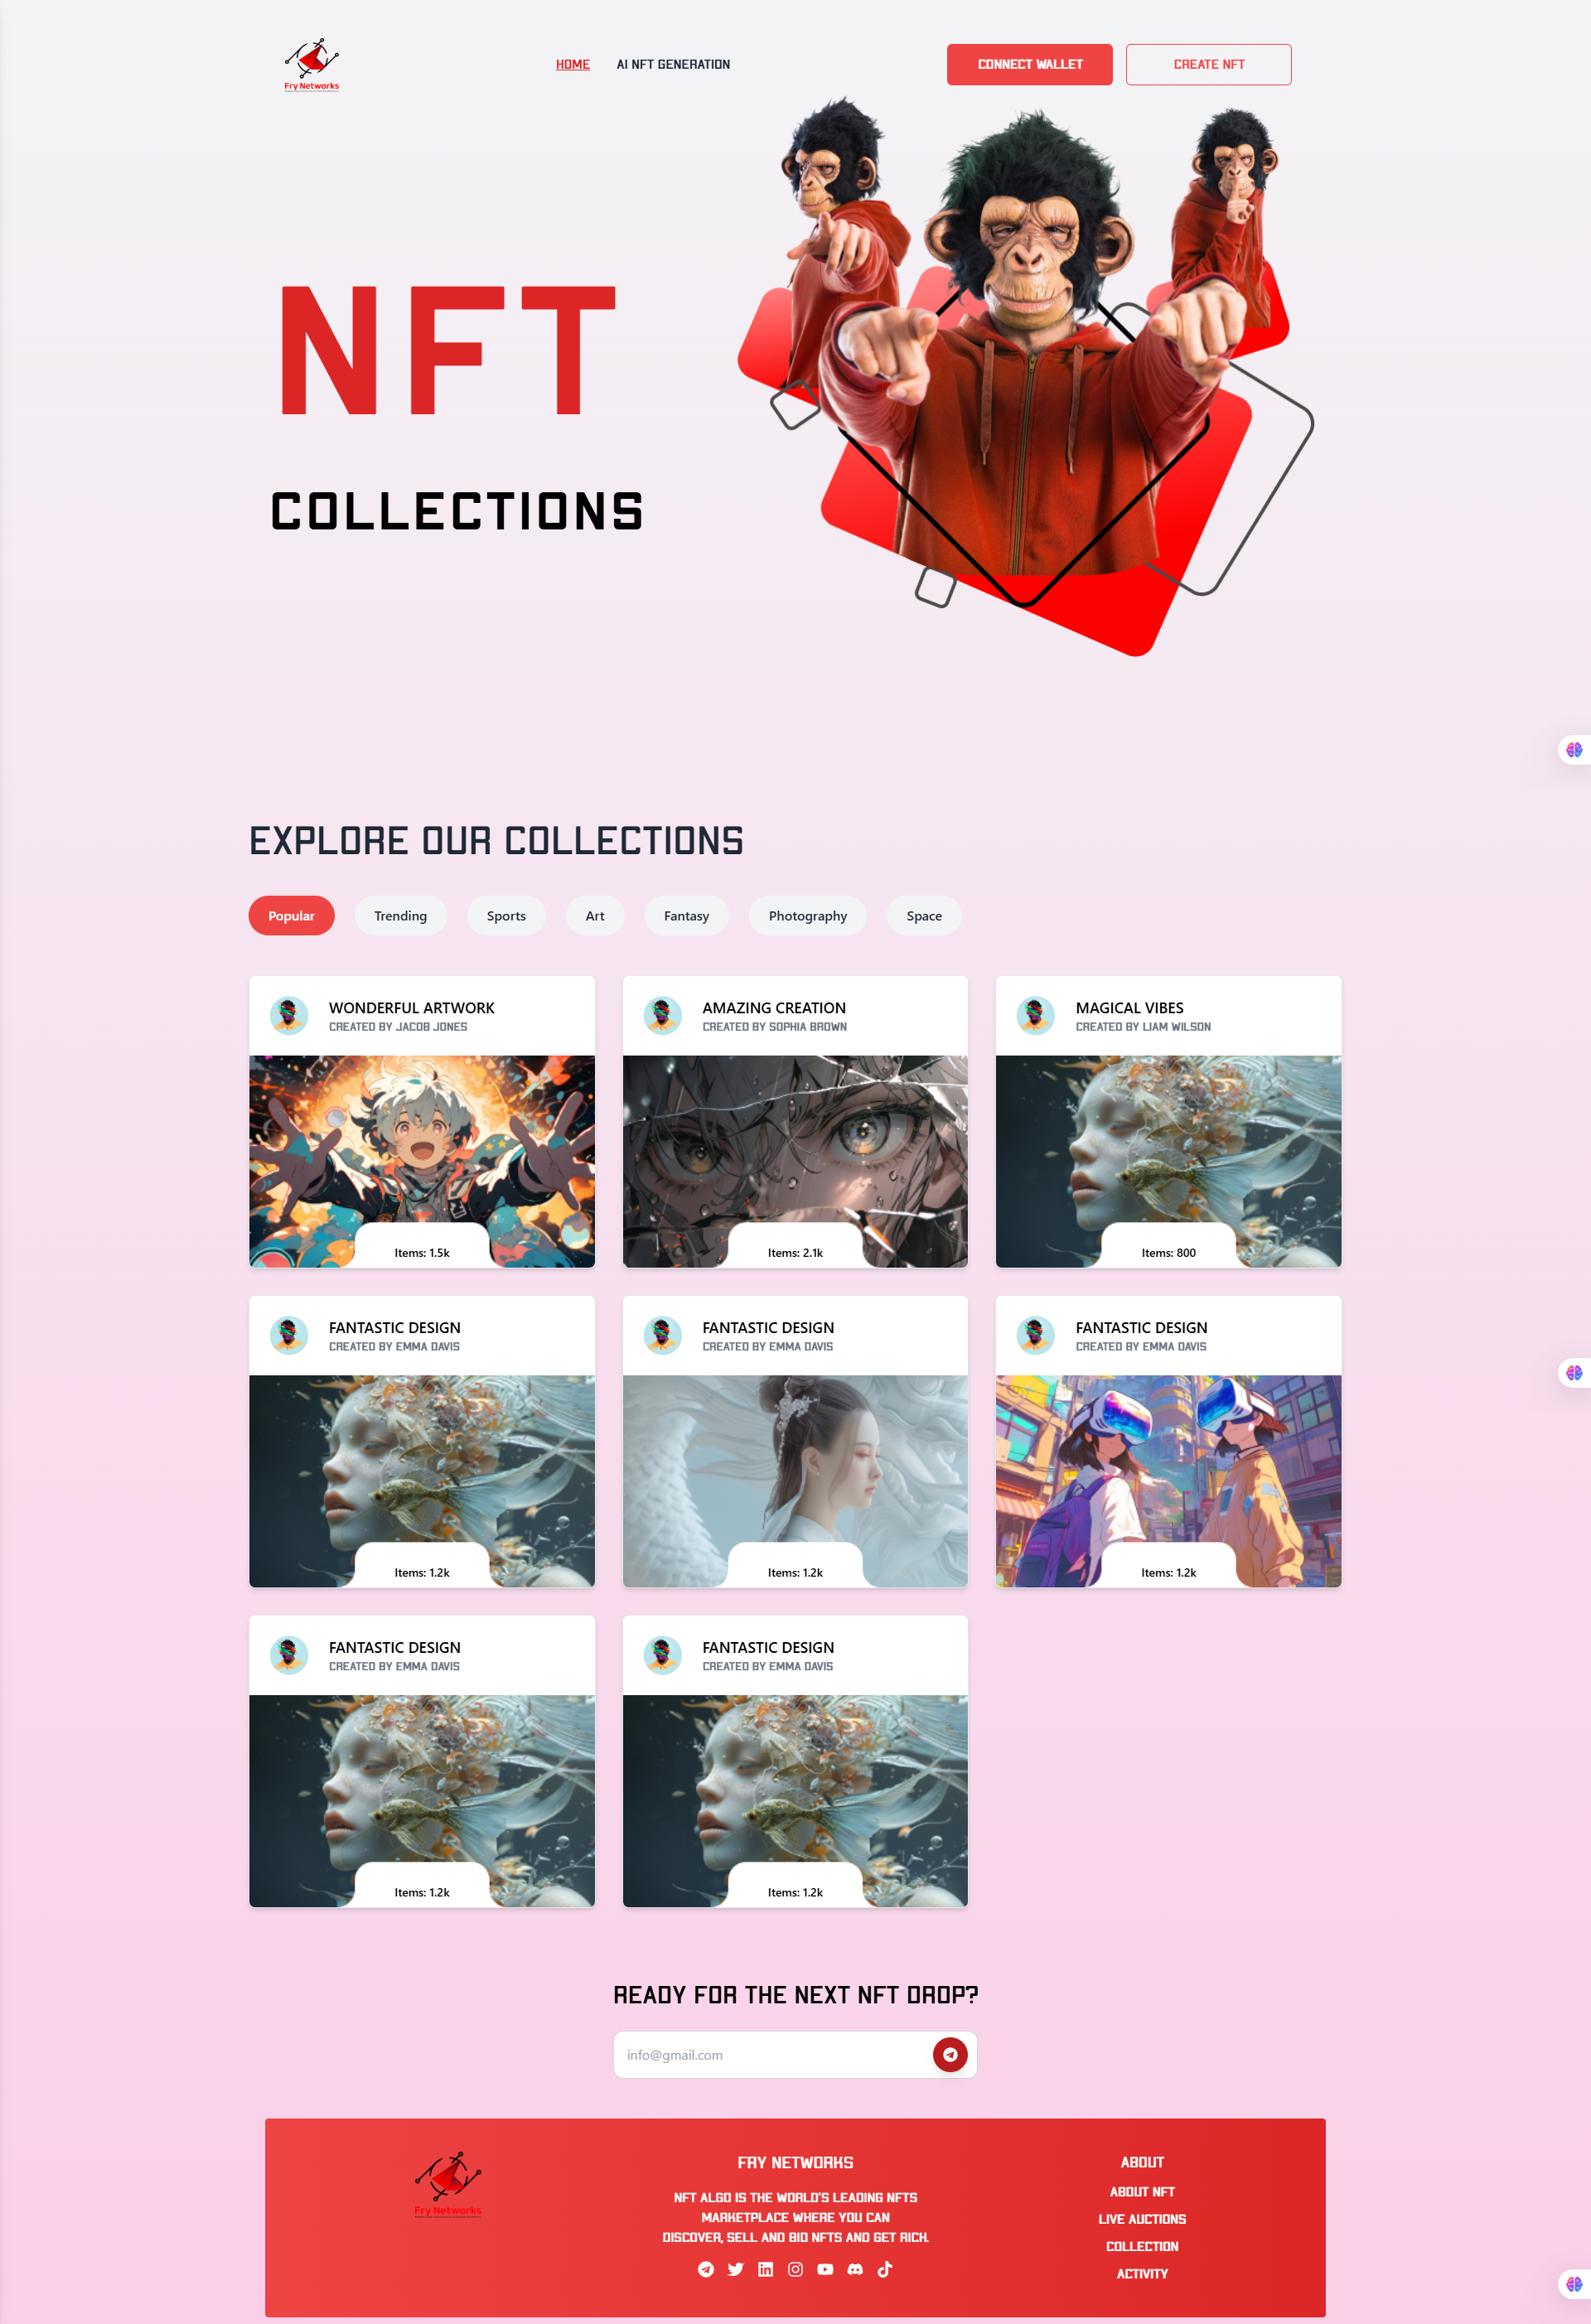 Fry Networks
HOME
AI NFT GENERATION
CONNECT WALLET
CREATE NFT
NFT
COLLECTIONS
EXPLORE OUR COLLECTIONS
Popular
Trending
Sports
Art
Fantasy
Photography
Space
WONDERFUL ARTWORK
CREATED BY JACOB JONES
Items: 1.5k
AMAZING CREATION
CREATED BY SOPHIA BROWN
Items: 2.1k
MAGICAL VIBES
CREATED BY LIAM WILSON
Items: 800
FANTASTIC DESIGN
CREATED BY EMMA DAVIS
Items: 1.2k
FANTASTIC DESIGN
CREATED BY EMMA DAVIS
Items: 1.2k
FANTASTIC DESIGN
CREATED BY EMMA DAVIS
Items: 1.2k
FANTASTIC DESIGN
CREATED BY EMMA DAVIS
Items: 1.2k
FANTASTIC DESIGN
CREATED BY EMMA DAVIS
Items: 1.2k
READY FOR THE NEXT NFT DROP?
info@gmail.com
Fry Networks
FRY NETWORKS
NFT ALGO IS THE WORLD'S LEADING NFTS
MARKETPLACE WHERE YOU CAN
DISCOVER, SELL AND BID NFTS AND GET RICH.
ABOUT
ABOUT NFT
LIVE AUCTIONS
COLLECTION
ACTIVITY